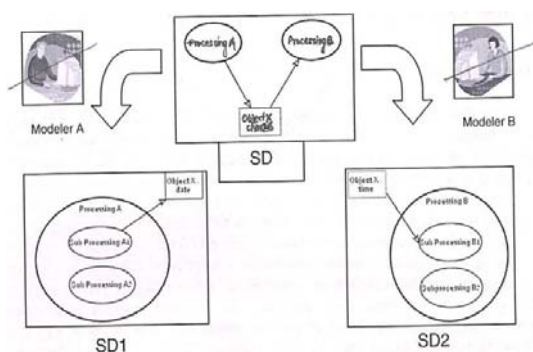 Processing A
Processing B
Object X
Modeler A
Modeler B
SD
Object X
date
Processing A
Sub Processing A1
Sub Processing A2
SD1
Object X
time
Processing B
Sub Processing B1
Subprocessing B2
SD2